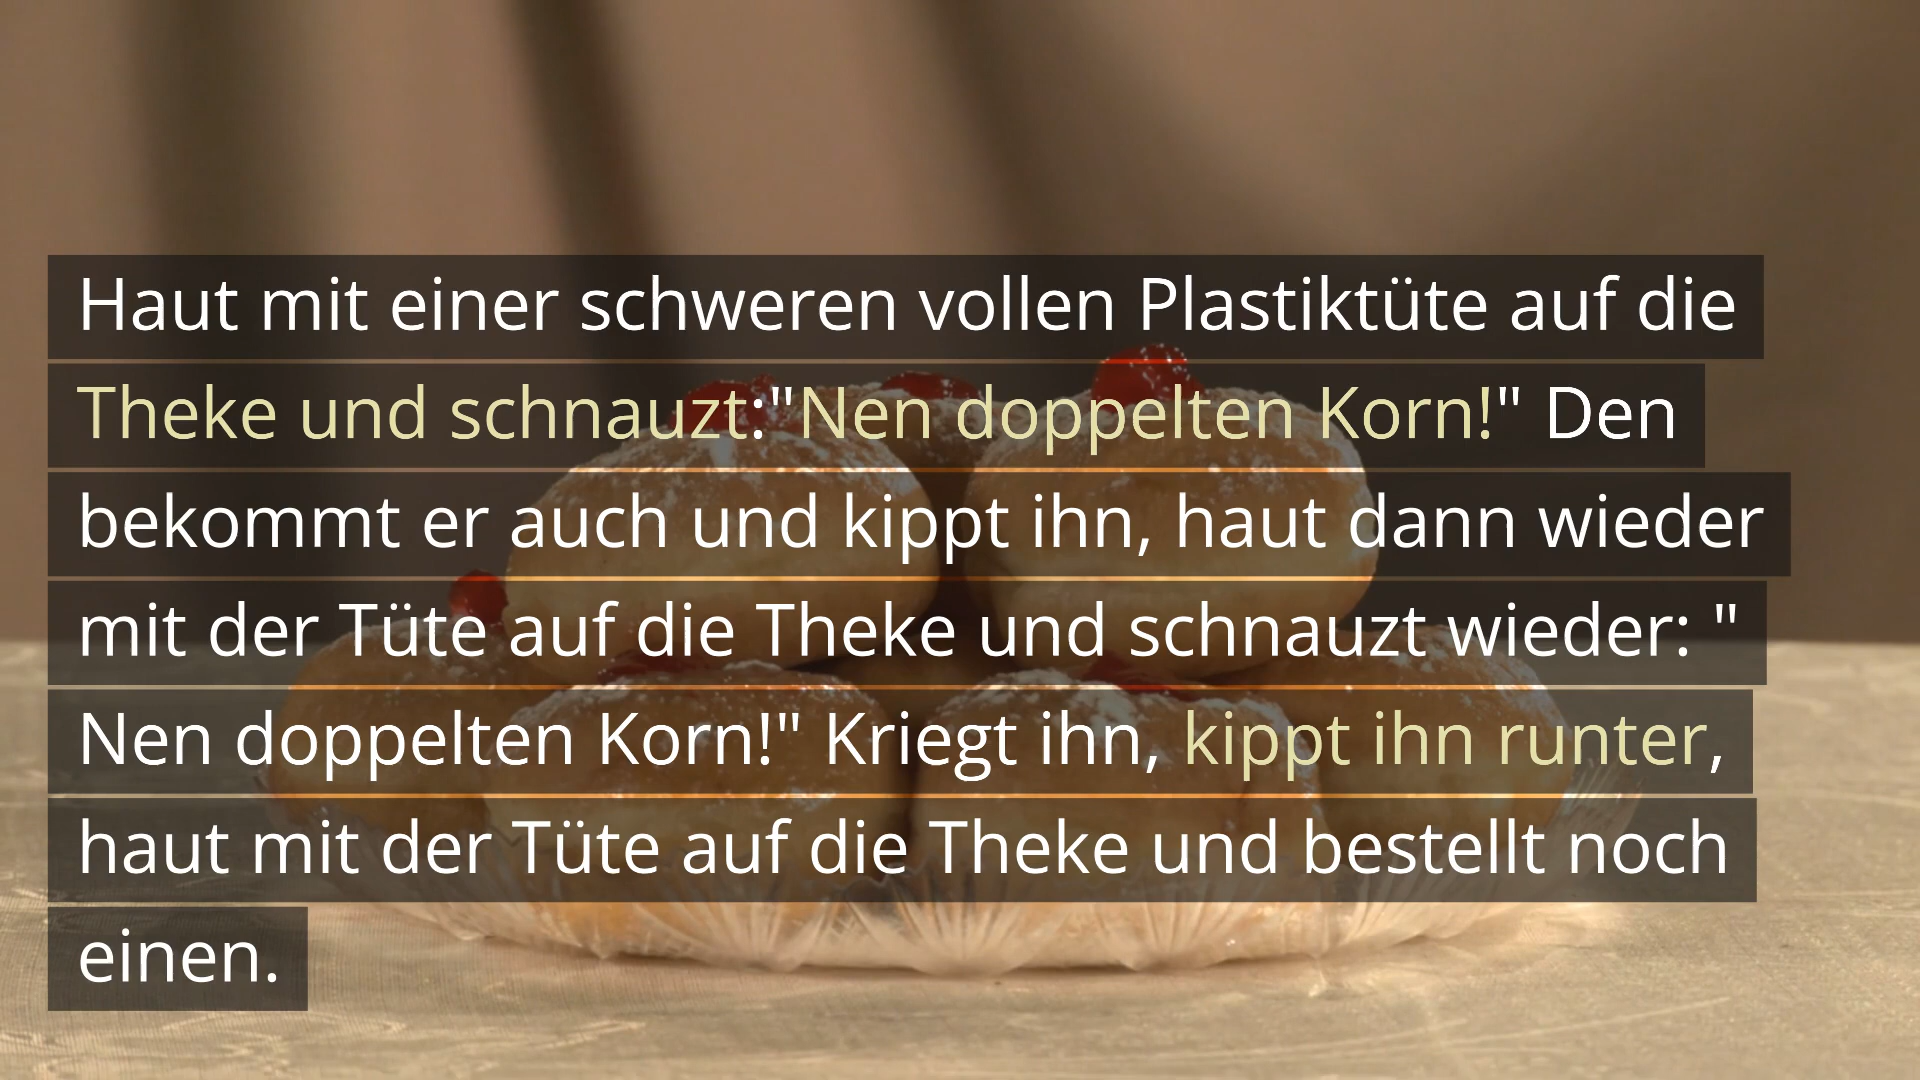 Haut mit einer schweren vollen Plastiktüte auf die
Theke und schnauzt:"Nen doppelten Korn!" Den
bekommt er auch und kippt ihn, haut dann wieder
mit der Tüte auf die Theke und schnauzt wieder: "
Nen doppelten Korn!" Kriegt ihn, kippt ihn runter,
haut mit der Tüte auf die Theke und bestellt noch
einen.